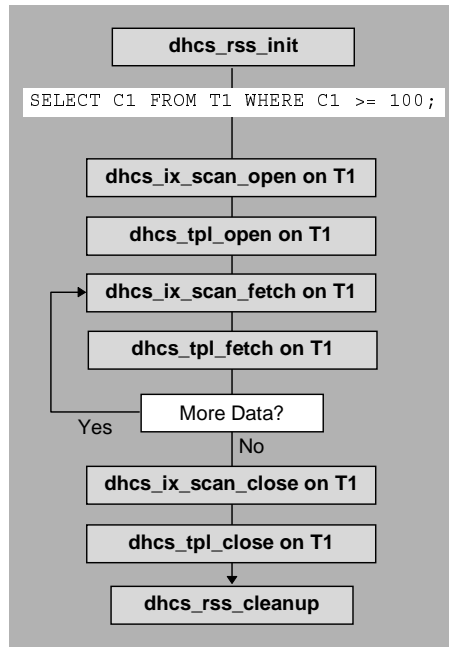 dhcs_rss_init
SELECT C1 FROM T1 WHERE C1 >= 100;
dhcs_ix_scan_open on T1
dhcs_tpl_open on T1
dhcs_ix_scan_fetch on T1
dhcs_tpl_fetch on T1
More Data?
Yes
No
dhcs_ix_scan_close on T1
dhcs_tpl_close on T1
dhcs_rss_cleanup